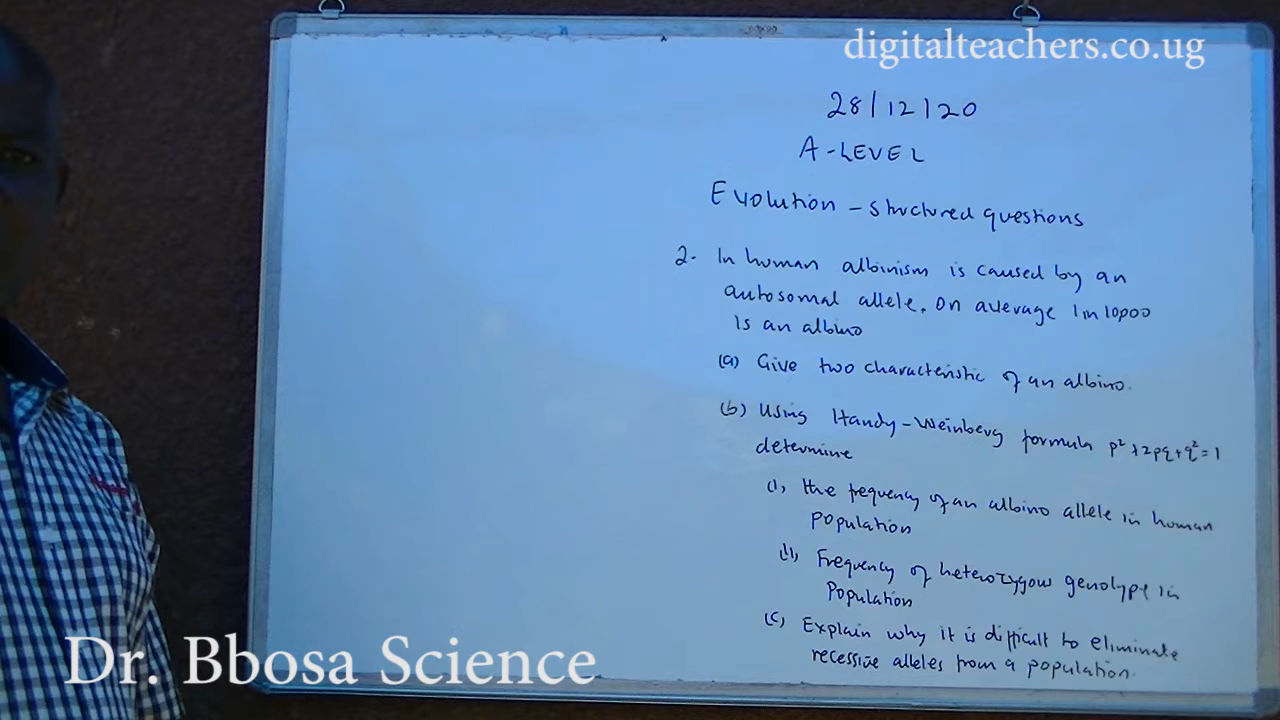 digitalteachers.co.ug
28/12/20
A-LEVEL
Evolution - structured questions
2. In human albinism is caused by an
autosomal allele. On average 1 in 10000
is an albino
(a) Give two characteristic of an albino.
(b) Using Handy-Weinberg formula p²+2pq+q²=1
determine
(i) the frequency of an albino allele in human
population
(ii) Frequency of heterozygous genotype in
Population
(c) Explain why it is difficult to eliminate
recessive alleles from a population.
Dr. Bbosa Science